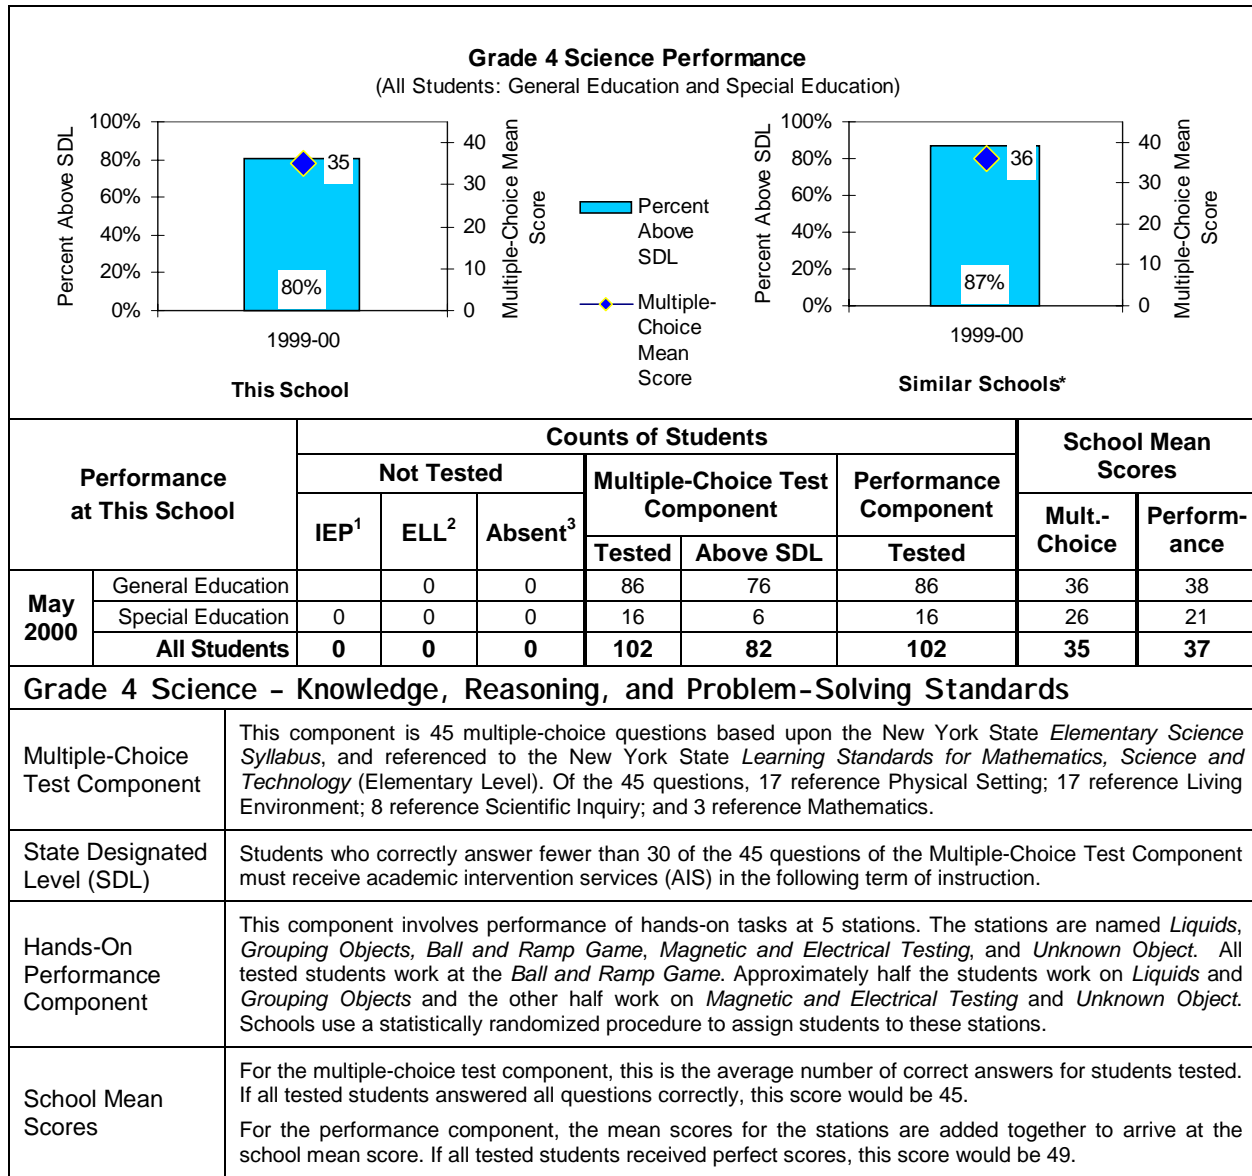 Grade 4 Science Performance
(All Students: General Education and Special Education)
Percent Above SDL
100%
80%
60%
40%
20%
0%
35
80%
40
30
20
10
0
Multiple-Choice Mean
Score
1999-00
This School
Percent
Above
SDL
Multiple-
Choice
Mean
Score
Percent Above SDL
100%
80%
60%
40%
20%
0%
36
87%
40
30
20
10
0
Multiple-Choice Mean
Score
1999-00
Similar Schools*
Performance
at This School
Counts of Students
School Mean
Scores
Not Tested
Multiple-Choice Test
Component
Performance
Component
IEP1
ELL2
Absent3
Mult.-
Choice
Perform-
ance
Tested Above SDL Tested
May
2000
General Education 0 0 86 76 86 36 38
Special Education 0 0 0 16 6 16 26 21
All Students 0 0 0 102 82 102 35 37
Grade 4 Science – Knowledge, Reasoning, and Problem-Solving Standards
Multiple-Choice
Test Component
This component is 45 multiple-choice questions based upon the New York State Elementary Science
Syllabus, and referenced to the New York State Learning Standards for Mathematics, Science and
Technology (Elementary Level). Of the 45 questions, 17 reference Physical Setting; 17 reference Living
Environment; 8 reference Scientific Inquiry; and 3 reference Mathematics.
State Designated
Level (SDL)
Students who correctly answer fewer than 30 of the 45 questions of the Multiple-Choice Test Component
must receive academic intervention services (AIS) in the following term of instruction.
Hands-On
Performance
Component
This component involves performance of hands-on tasks at 5 stations. The stations are named Liquids,
Grouping Objects, Ball and Ramp Game, Magnetic and Electrical Testing, and Unknown Object. All
tested students work at the Ball and Ramp Game. Approximately half the students work on Liquids and
Grouping Objects and the other half work on Magnetic and Electrical Testing and Unknown Object.
Schools use a statistically randomized procedure to assign students to these stations.
School Mean
Scores
For the multiple-choice test component, this is the average number of correct answers for students tested.
If all tested students answered all questions correctly, this score would be 45.
For the performance component, the mean scores for the stations are added together to arrive at the
school mean score. If all tested students received perfect scores, this score would be 49.